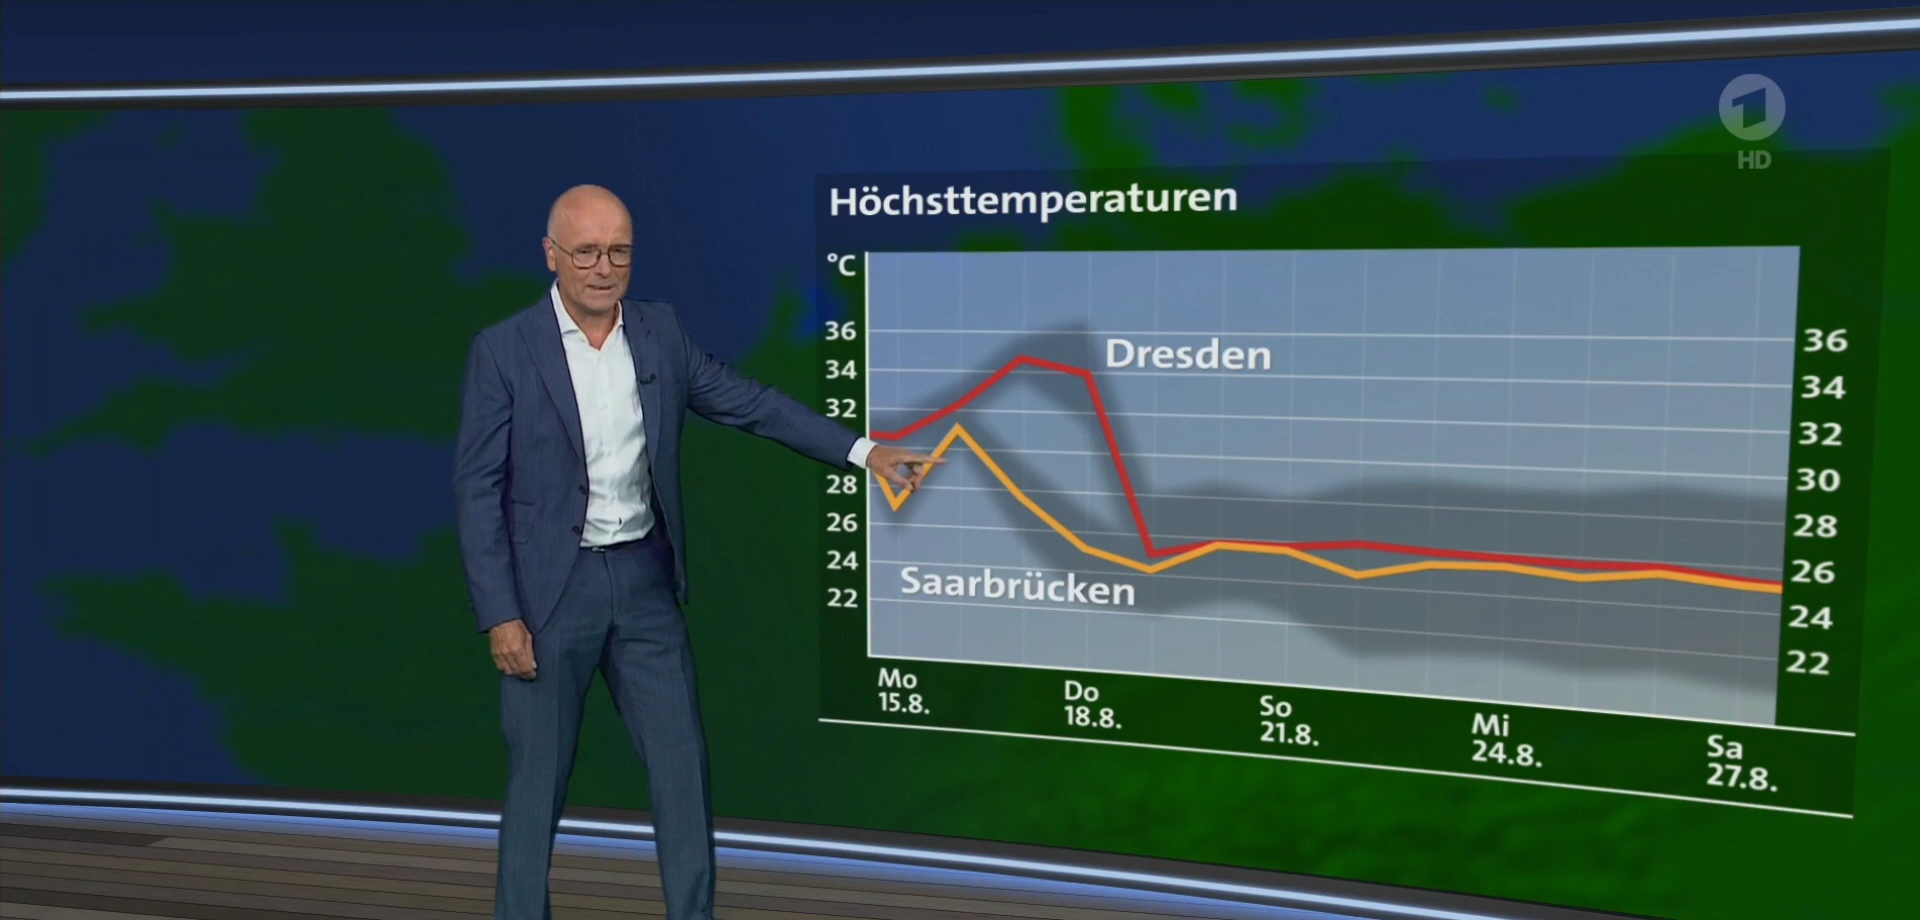 1
HD
Höchsttemperaturen
°C
36
34
32
28
26
24
22
Dresden
Saarbrücken
36
34
32
30
28
26
24
22
Mo
15.8.
Do
18.8.
So
21.8.
Mi
24.8.
Sa
27.8.